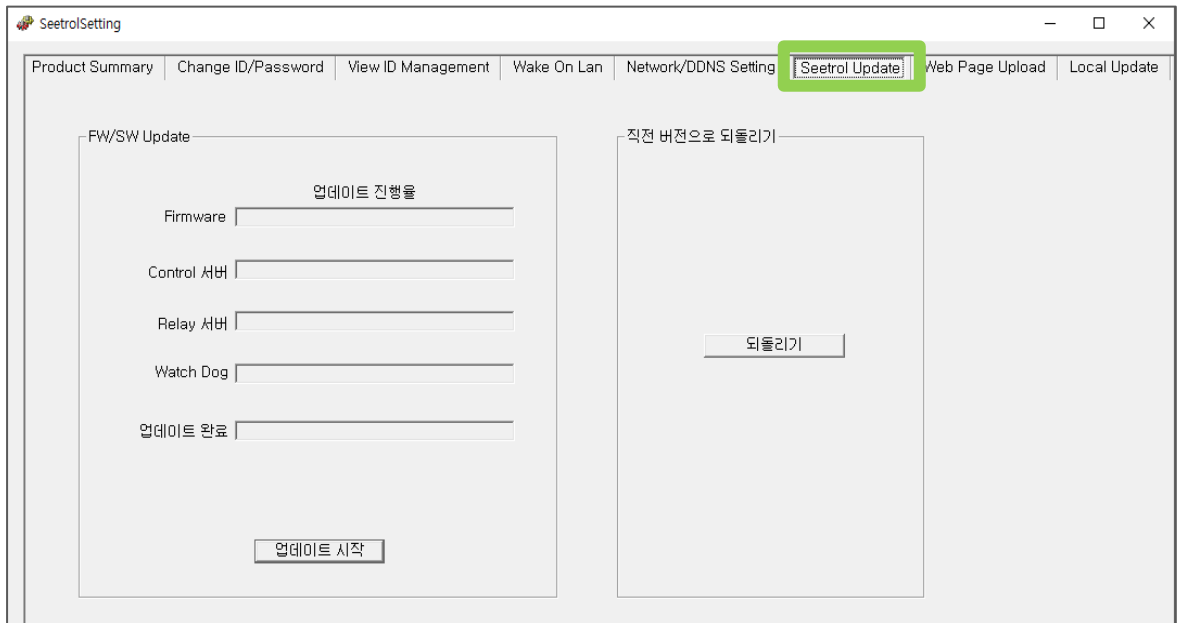 SeetrolSetting
Product Summary Change ID/Password View ID Management Wake On Lan Network/DDNS Setting Seetrol Update Web Page Upload Local Update
FW/SW Update
업데이트 진행율
Firmware
Control 서버
Relay 서버
Watch Dog
업데이트 완료
업데이트 시작
직전 버전으로 되돌리기
되돌리기